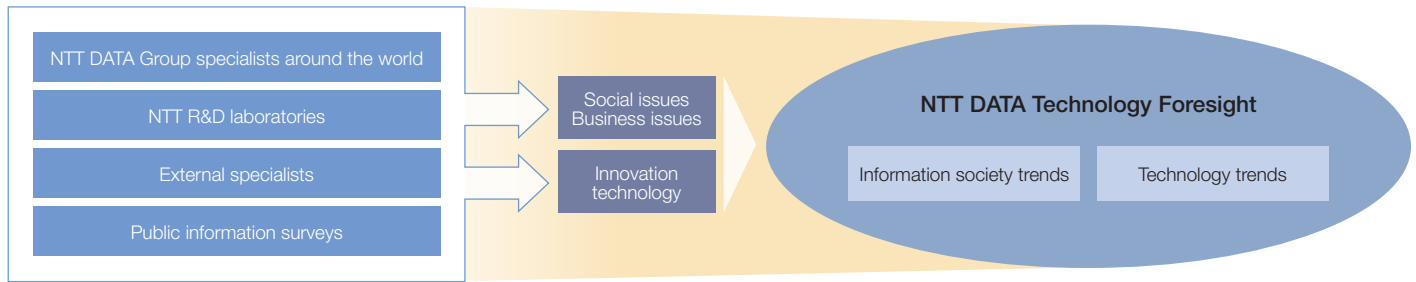 NTT DATA Group specialists around the world
NTT R&D laboratories
External specialists
Public information surveys
Social issues
Business issues
Innovation
technology
NTT DATA Technology Foresight
Information society trends
Technology trends